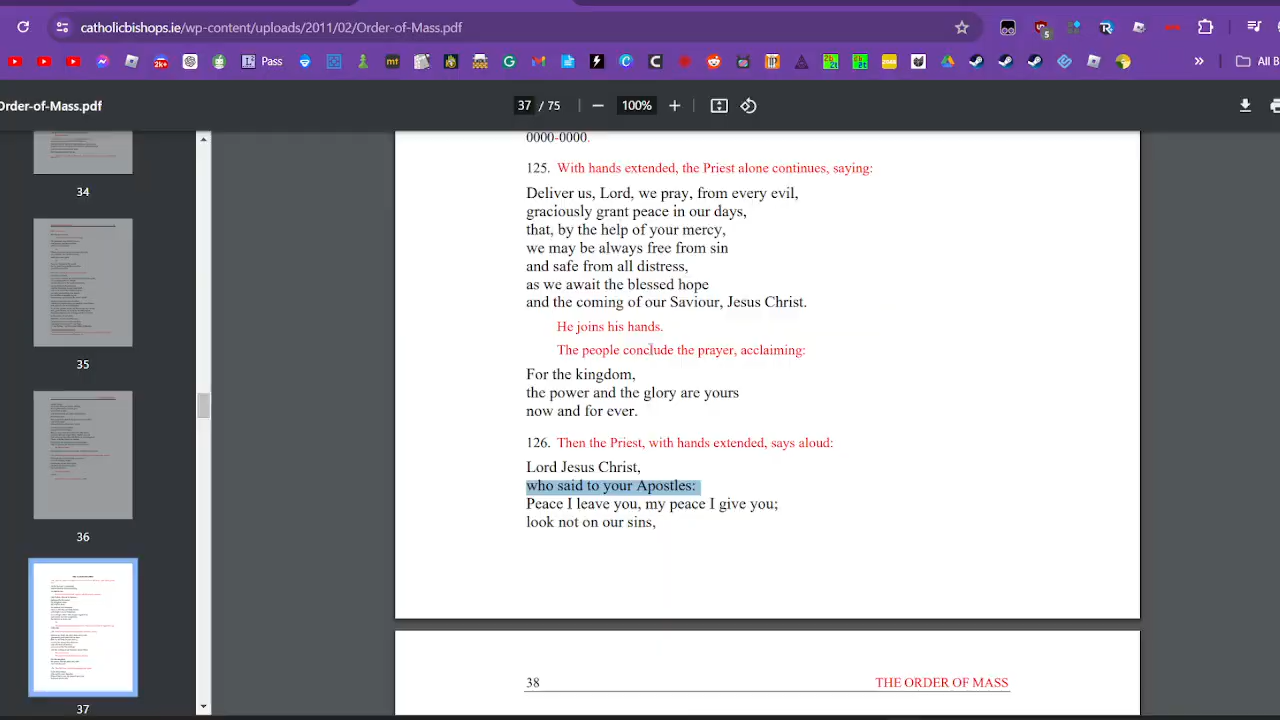 catholicbishops.ie/wp-content/uploads/2011/02/Order-of-Mass.pdf
5
2K+
Pass
mt
G
All B
Order-of-Mass.pdf
37 / 75
100%
34
35
36
37
0000-0000.
125. With hands extended, the Priest alone continues, saying:
Deliver us, Lord, we pray, from every evil,
graciously grant peace in our days,
that, by the help of your mercy,
we may be always free from sin
and safe from all distress,
as we await the blessed hope
and the coming of our Saviour, Jesus Christ.
He joins his hands.
The people conclude the prayer, acclaiming:
For the kingdom,
the power and the glory are yours
now and for ever.
126. Then the Priest, with hands extended, says aloud:
Lord Jesus Christ,
who said to your Apostles:
Peace I leave you, my peace I give you;
look not on our sins,
38 THE ORDER OF MASS